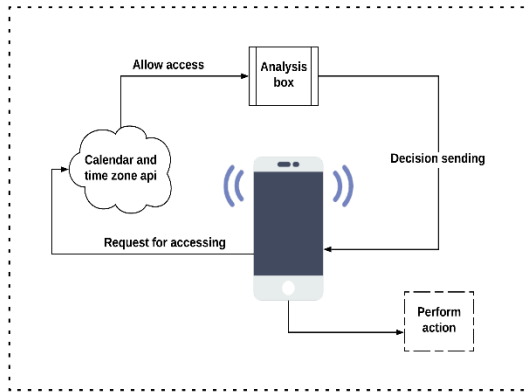 Allow access
Analysis
box
Calendar and
time zone api
Decision sending
Request for accessing
Perform
action